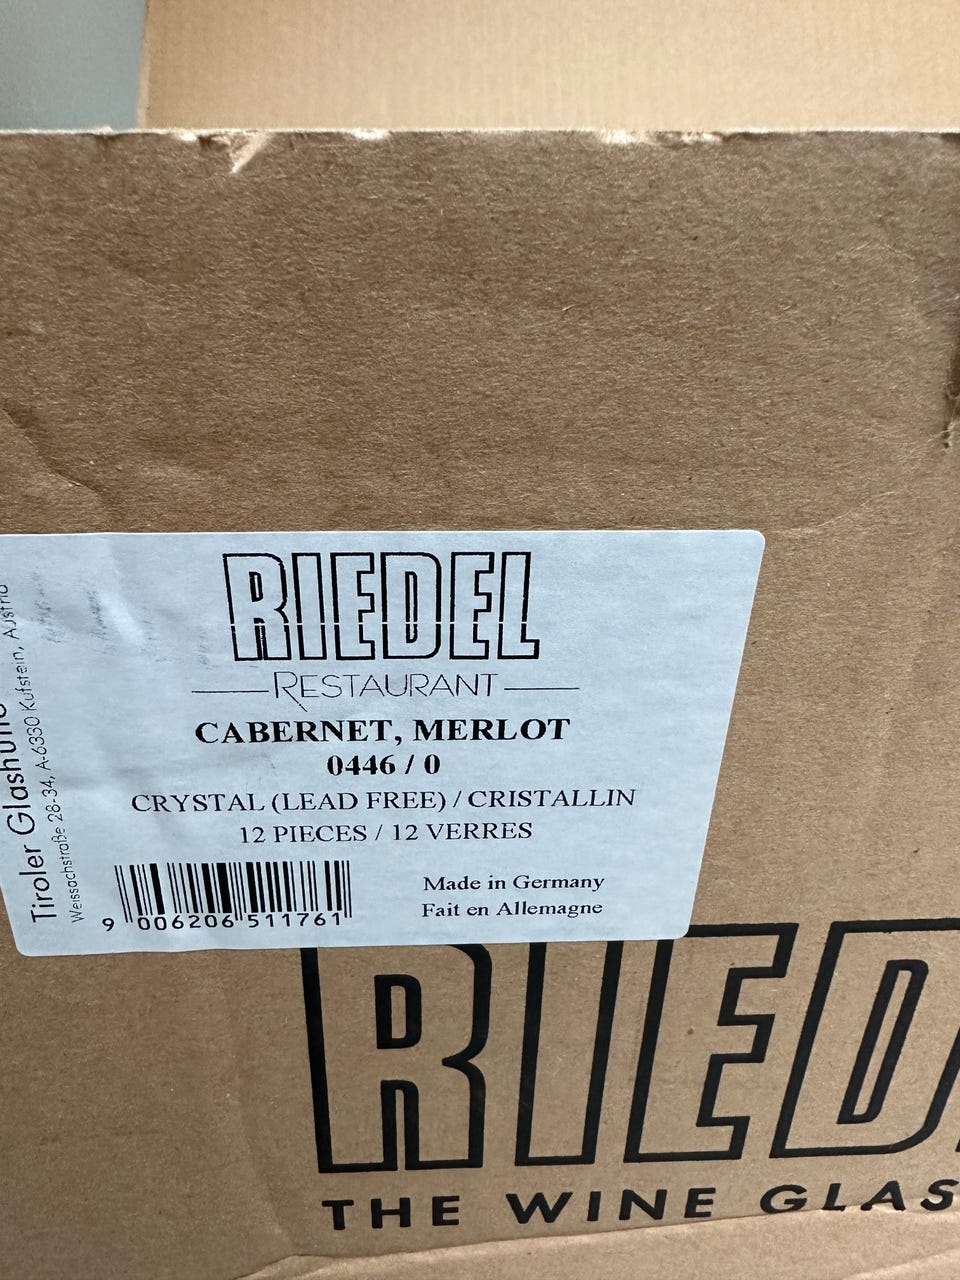 RIEDEL
RESTAURANT
CABERNET, MERLOT
0446 / 0
CRYSTAL (LEAD FREE) / CRISTALLIN
12 PIECES / 12 VERRES
Made in Germany
Fait en Allemagne
9 006206 511761
Tiroler
Weissachstraße 28-34, A-6330 Kufstein, Austria
RIED
THE WINE GLAS